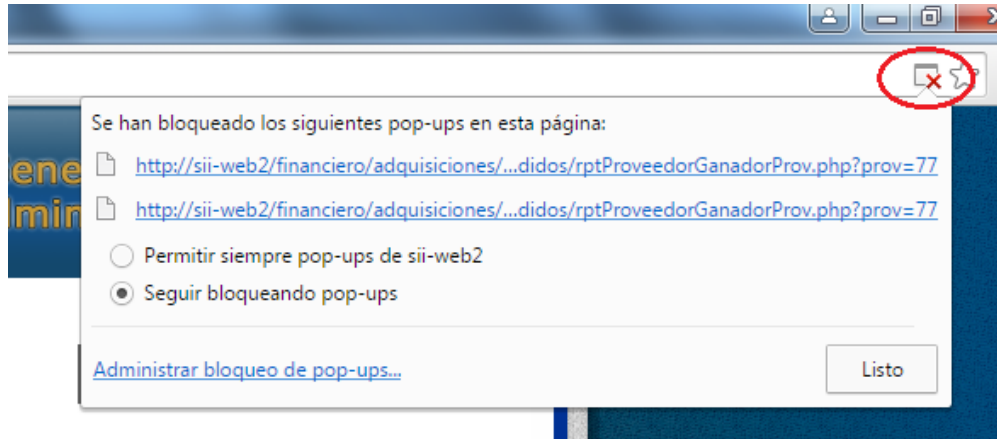 Se han bloqueado los siguientes pop-ups en esta página:
ene
http://sii-web2/financiero/adquisiciones/...didos/rptProveedorGanadorProv.php?prov=77
dmin
http://sii-web2/financiero/adquisiciones/...didos/rptProveedorGanadorProv.php?prov=77
Permitir siempre pop-ups de sii-web2
Seguir bloqueando pop-ups
Administrar bloqueo de pop-ups...
Listo